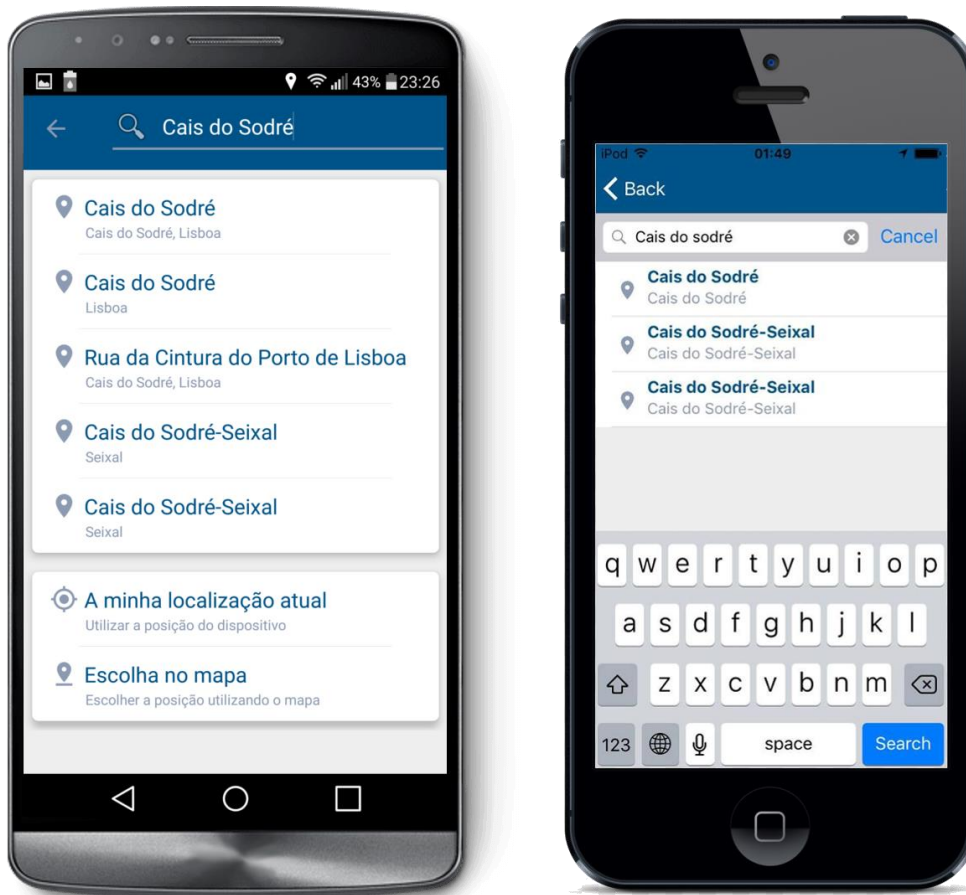 43% 23:26
Cais do Sodré
Cais do Sodré
Cais do Sodré, Lisboa
Cais do Sodré
Lisboa
Rua da Cintura do Porto de Lisboa
Cais do Sodré, Lisboa
Cais do Sodré-Seixal
Seixal
Cais do Sodré-Seixal
Seixal
A minha localização atual
Utilizar a posição do dispositivo
Escolha no mapa
Escolher a posição utilizando o mapa
iPod 01:49
Back
Cais do sodré Cancel
Cais do Sodré
Cais do Sodré
Cais do Sodré-Seixal
Cais do Sodré-Seixal
Cais do Sodré-Seixal
Cais do Sodré-Seixal
q w e r t y u i o p
a s d f g h j k l
z x c v b n m
123 space Search